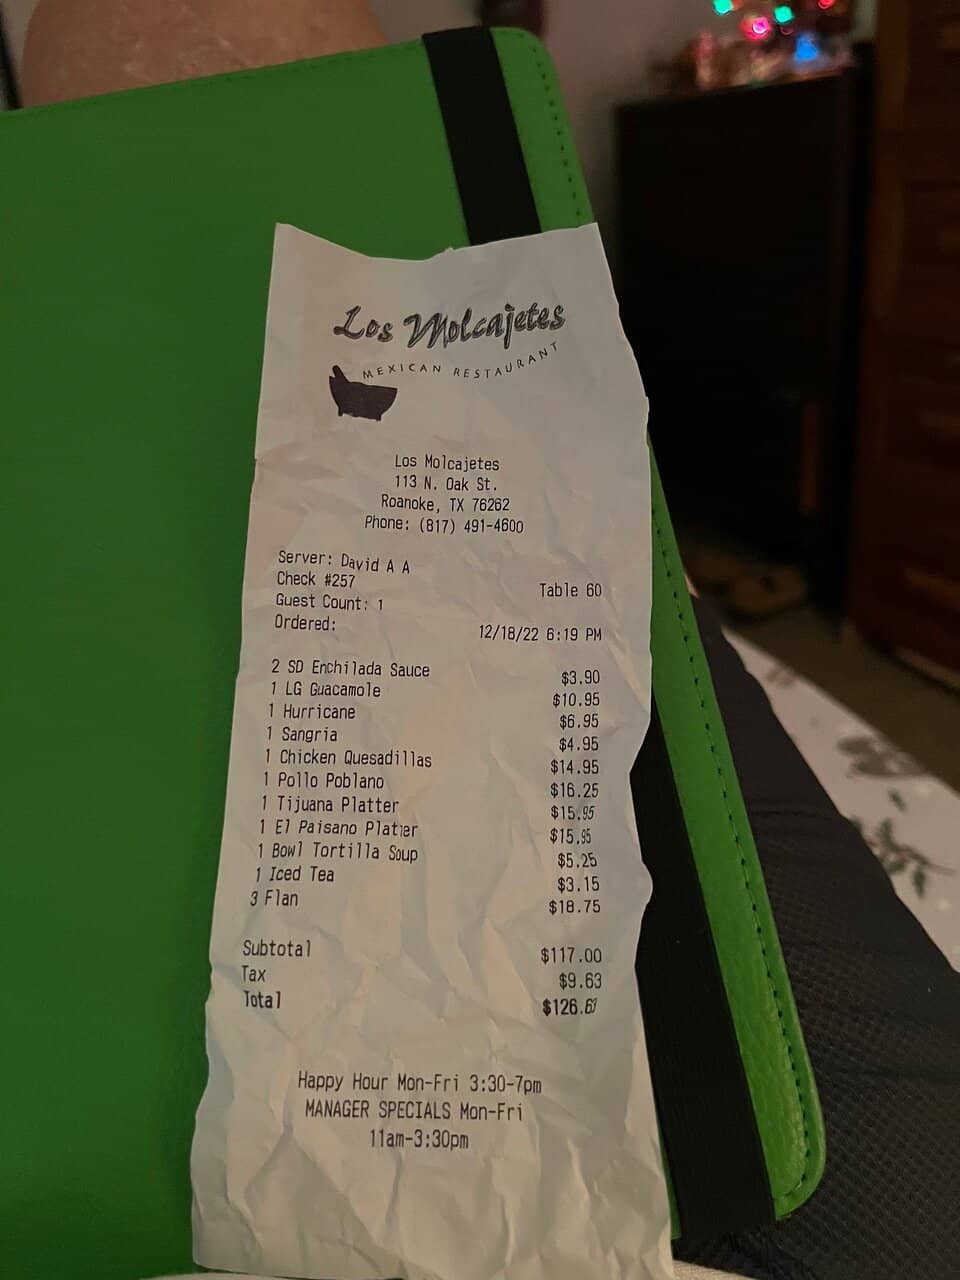 Los Molcajetes
MEXICAN RESTAURANT
Los Molcajetes
113 N. Oak St.
Roanoke, TX 76262
Phone: (817) 491-4600
Server: David A A
Check #257 Table 60
Guest Count: 1
Ordered: 12/18/22 6:19 PM
2 SD Enchilada Sauce $3.90
1 LG Guacamole $10.95
1 Hurricane $6.95
1 Sangria $4.95
1 Chicken Quesadillas $14.95
1 Pollo Poblano $16.25
1 Tijuana Platter $15.95
1 El Paisano Platter $15.95
1 Bowl Tortilla Soup $5.25
1 Iced Tea $3.15
3 Flan $18.75
Subtotal $117.00
Tax $9.63
Total $126.63
Happy Hour Mon-Fri 3:30-7pm
MANAGER SPECIALS Mon-Fri
11am-3:30pm